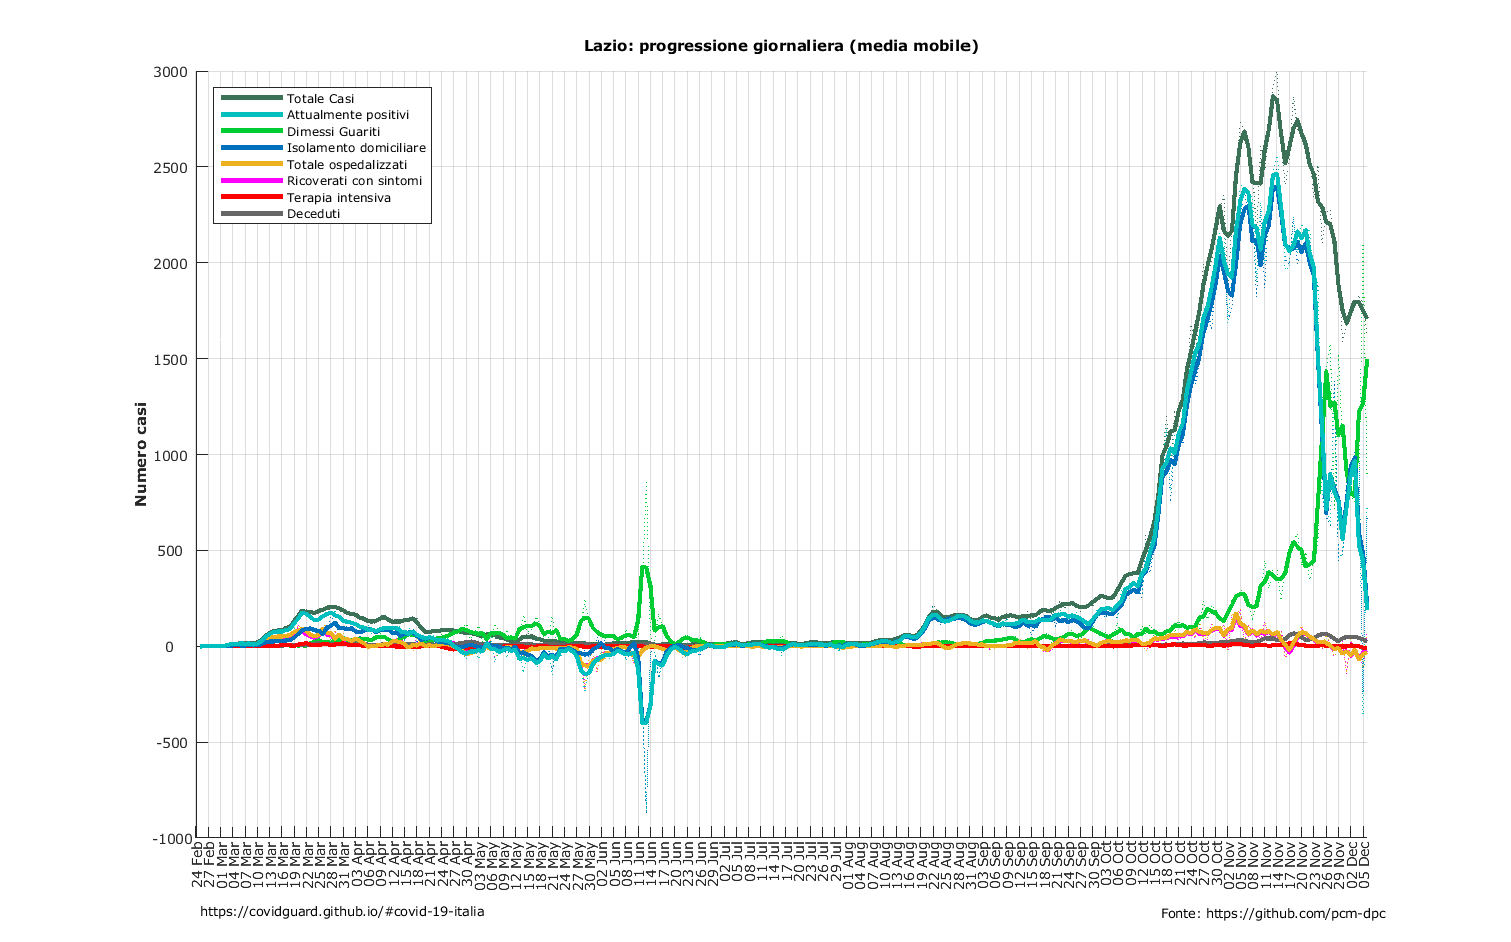 Lazio: progressione giornaliera (media mobile)
3000
2500
2000
1500
1000
500
0
-500
-1000
Numero casi
Totale Casi
Attualmente positivi
Dimessi Guariti
Isolamento domiciliare
Totale ospedalizzati
Ricoverati con sintomi
Terapia intensiva
Deceduti
24 Feb
27 Feb
01 Mar
04 Mar
07 Mar
10 Mar
13 Mar
16 Mar
19 Mar
22 Mar
25 Mar
28 Mar
31 Mar
03 Apr
06 Apr
09 Apr
12 Apr
15 Apr
18 Apr
21 Apr
24 Apr
27 Apr
30 Apr
03 May
06 May
09 May
12 May
15 May
18 May
21 May
24 May
27 May
30 May
02 Jun
05 Jun
08 Jun
11 Jun
14 Jun
17 Jun
20 Jun
23 Jun
26 Jun
29 Jun
02 Jul
05 Jul
08 Jul
11 Jul
14 Jul
17 Jul
20 Jul
23 Jul
26 Jul
29 Jul
01 Aug
04 Aug
07 Aug
10 Aug
13 Aug
16 Aug
19 Aug
22 Aug
25 Aug
28 Aug
31 Aug
03 Sep
06 Sep
09 Sep
12 Sep
15 Sep
18 Sep
21 Sep
24 Sep
27 Sep
30 Sep
03 Oct
06 Oct
09 Oct
12 Oct
15 Oct
18 Oct
21 Oct
24 Oct
27 Oct
30 Oct
02 Nov
05 Nov
08 Nov
11 Nov
14 Nov
17 Nov
20 Nov
23 Nov
26 Nov
29 Nov
02 Dec
05 Dec
https://covidguard.github.io/#covid-19-italia
Fonte: https://github.com/pcm-dpc